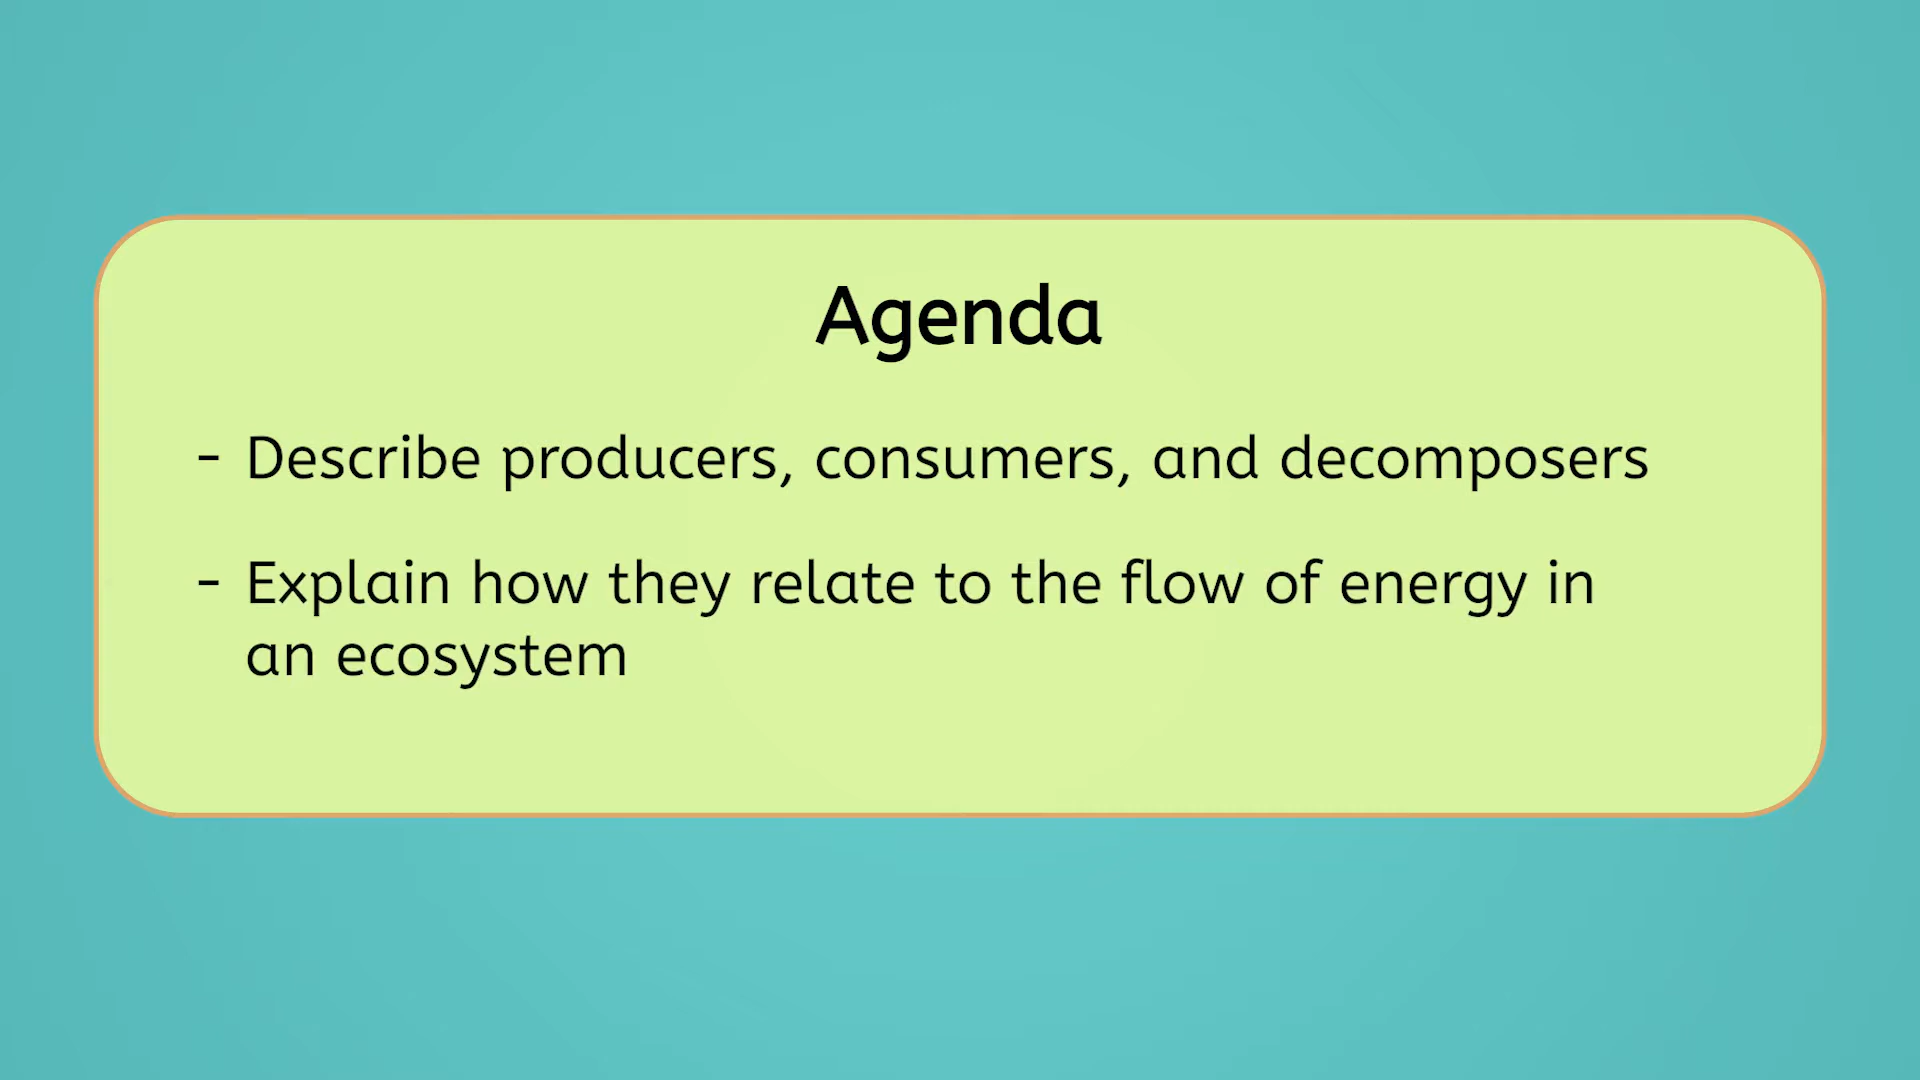 Agenda
- Describe producers, consumers, and decomposers
- Explain how they relate to the flow of energy in
an ecosystem